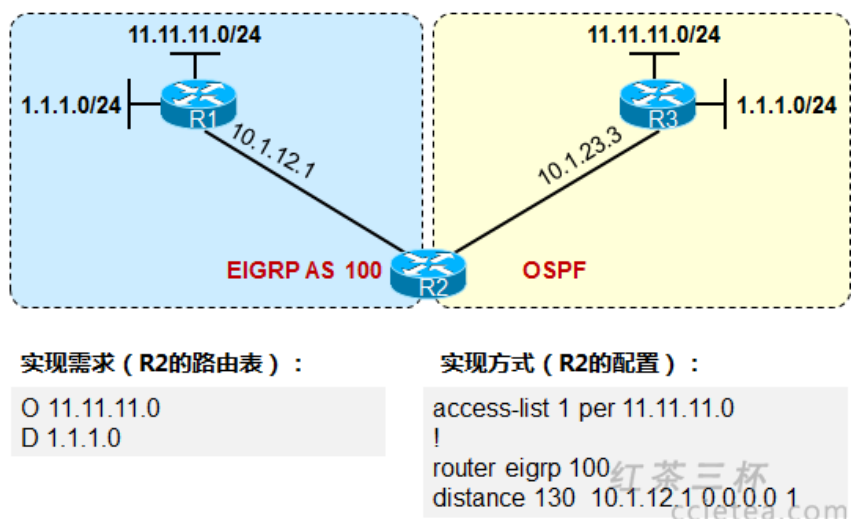 11.11.11.0/24
11.11.11.0/24
1.1.1.0/24
R1
R3
1.1.1.0/24
10.1.12.1
10.1.23.3
EIGRP AS 100
R2
OSPF
实现需求（R2的路由表）：
O 11.11.11.0
D 1.1.1.0
实现方式（R2的配置）：
access-list 1 per 11.11.11.0
!
router eigrp 100
distance 130 10.1.12.1 0.0.0.0 1
红茶三杯
ccietea.com